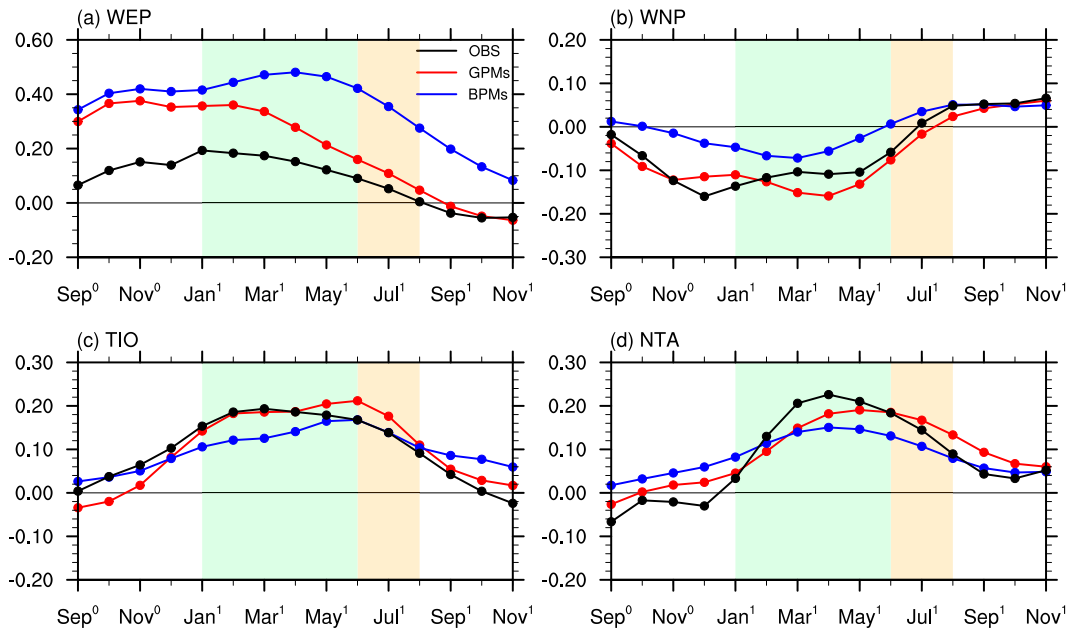 (a) WEP
0.60
0.40
0.20
0.00
-0.20
OBS
GPMs
BPMs
Sep⁰ Nov⁰ Jan¹ Mar¹ May¹ Jul¹ Sep¹ Nov¹
(b) WNP
0.20
0.10
0.00
-0.10
-0.20
-0.30
Sep⁰ Nov⁰ Jan¹ Mar¹ May¹ Jul¹ Sep¹ Nov¹
(c) TIO
0.30
0.20
0.10
0.00
-0.10
-0.20
Sep⁰ Nov⁰ Jan¹ Mar¹ May¹ Jul¹ Sep¹ Nov¹
(d) NTA
0.30
0.20
0.10
0.00
-0.10
-0.20
Sep⁰ Nov⁰ Jan¹ Mar¹ May¹ Jul¹ Sep¹ Nov¹